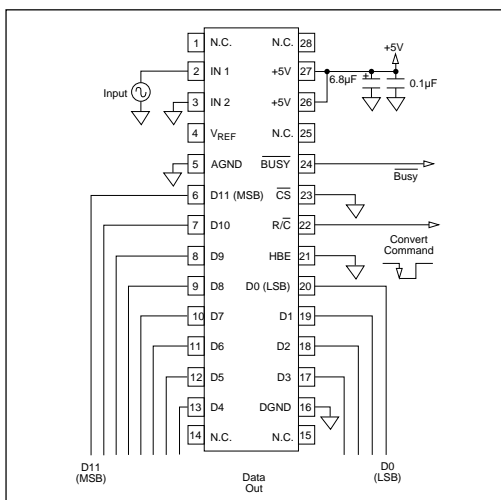 +5V
1 N.C. N.C. 28
2 IN 1 +5V 27 6.8µF + 0.1µF
Input
3 IN 2 +5V 26
4 VREF N.C. 25
5 AGND BUSY 24
Busy
6 D11 (MSB) CS 23
7 D10 R/C 22
Convert
Command
8 D9 HBE 21
9 D8 D0 (LSB) 20
10 D7 D1 19
11 D6 D2 18
12 D5 D3 17
13 D4 DGND 16
14 N.C. N.C. 15
D11
(MSB)
Data
Out
D0
(LSB)